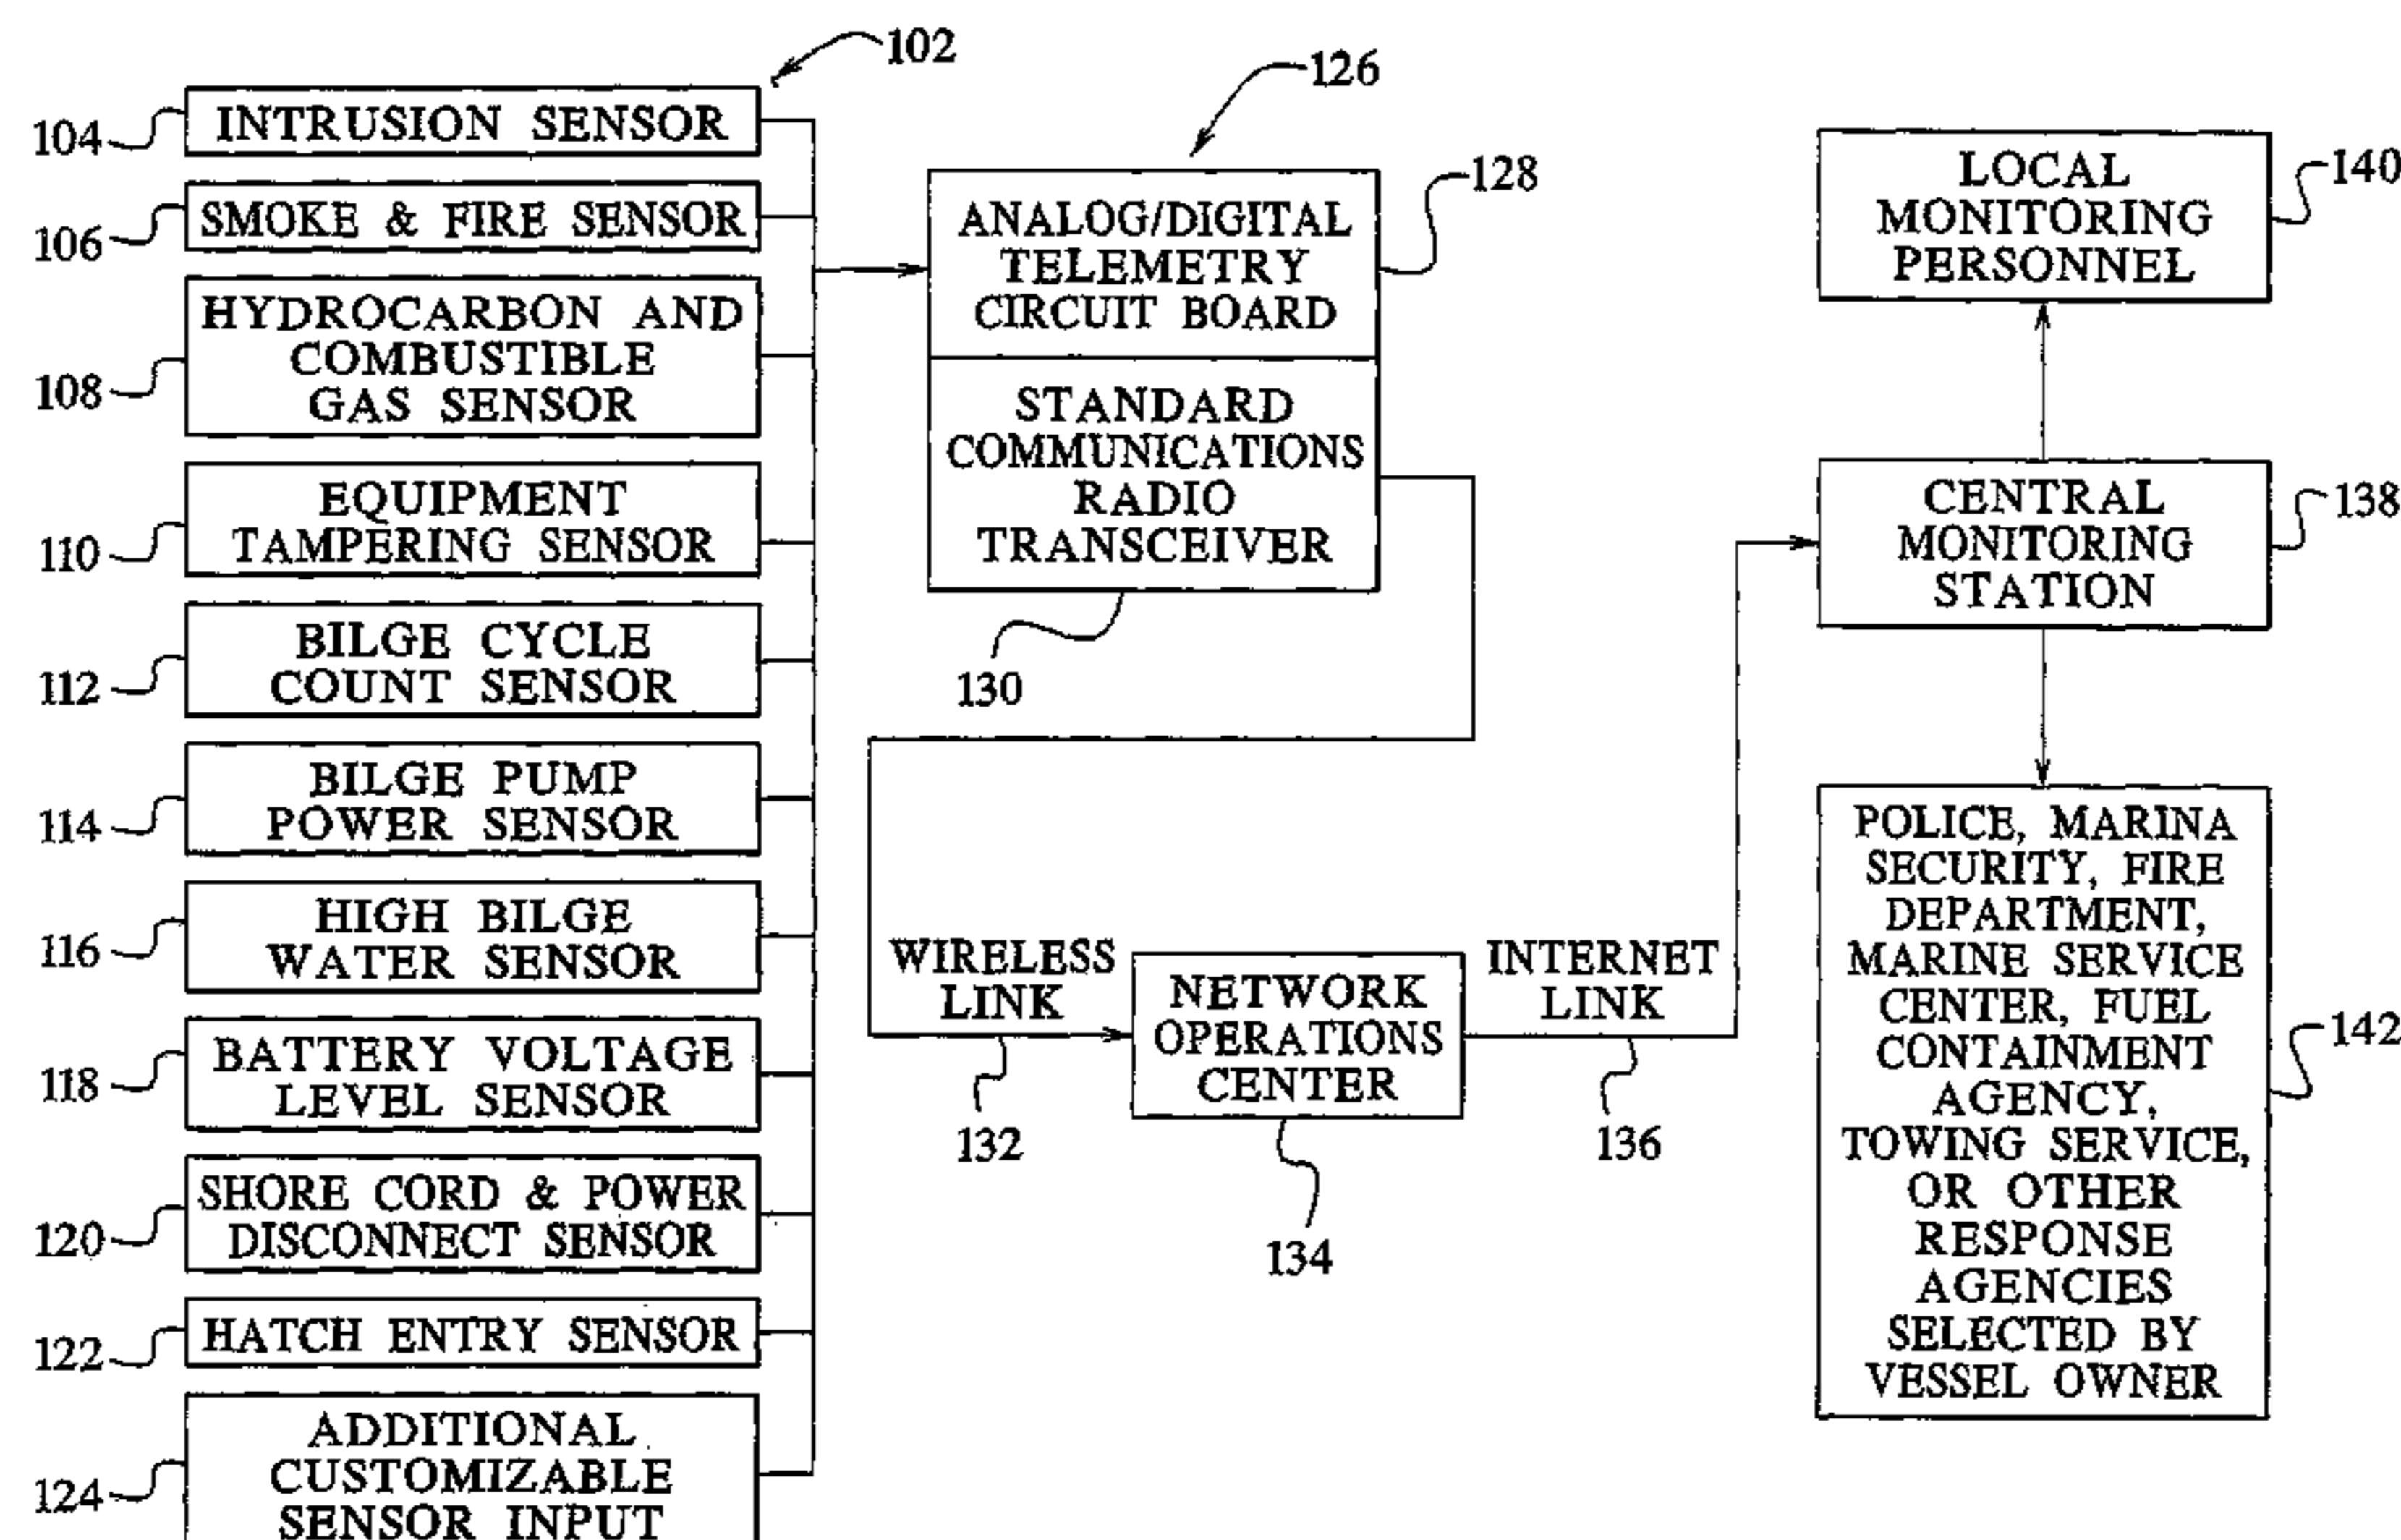 102
104
INTRUSION SENSOR
106
SMOKE & FIRE SENSOR
108
HYDROCARBON AND
COMBUSTIBLE
GAS SENSOR
110
EQUIPMENT
TAMPERING SENSOR
112
BILGE CYCLE
COUNT SENSOR
114
BILGE PUMP
POWER SENSOR
116
HIGH BILGE
WATER SENSOR
118
BATTERY VOLTAGE
LEVEL SENSOR
120
SHORE CORD & POWER
DISCONNECT SENSOR
122
HATCH ENTRY SENSOR
124
ADDITIONAL
CUSTOMIZABLE
SENSOR INPUT
126
128
ANALOG/DIGITAL
TELEMETRY
CIRCUIT BOARD
STANDARD
COMMUNICATIONS
RADIO
TRANSCEIVER
130
WIRELESS
LINK
132
NETWORK
OPERATIONS
CENTER
134
INTERNET
LINK
136
LOCAL
MONITORING
PERSONNEL
140
CENTRAL
MONITORING
STATION
138
POLICE, MARINA
SECURITY, FIRE
DEPARTMENT,
MARINE SERVICE
CENTER, FUEL
CONTAINMENT
AGENCY,
TOWING SERVICE,
OR OTHER
RESPONSE
AGENCIES
SELECTED BY
VESSEL OWNER
142